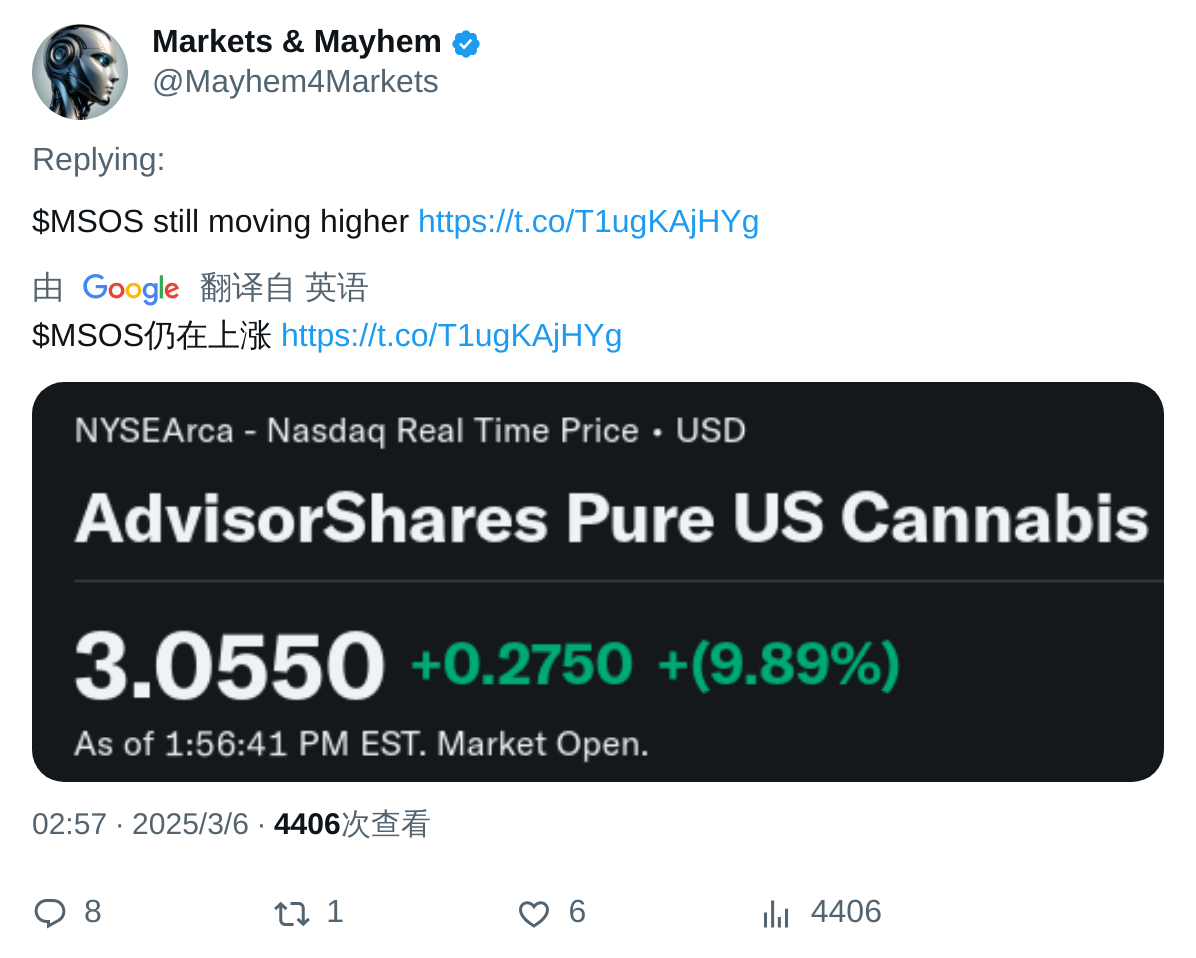 Markets & Mayhem
@Mayhem4Markets
Replying:
$MSOS still moving higher https://t.co/T1ugKAjHYg
由 Google 翻译自 英语
$MSOS仍在上涨 https://t.co/T1ugKAjHYg
NYSEArca - Nasdaq Real Time Price • USD
AdvisorShares Pure US Cannabis
3.0550 +0.2750 +(9.89%)
As of 1:56:41 PM EST. Market Open.
02:57 · 2025/3/6 · 4406次查看
8 1 6 4406